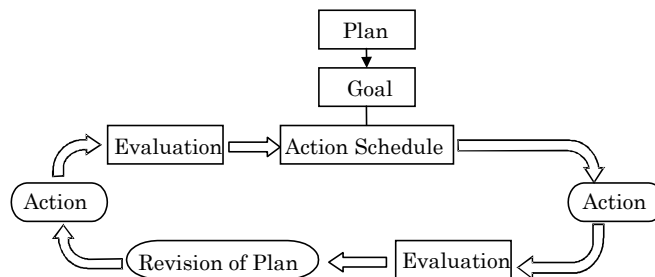 Plan
Goal
Evaluation
Action Schedule
Action
Action
Revision of Plan
Evaluation